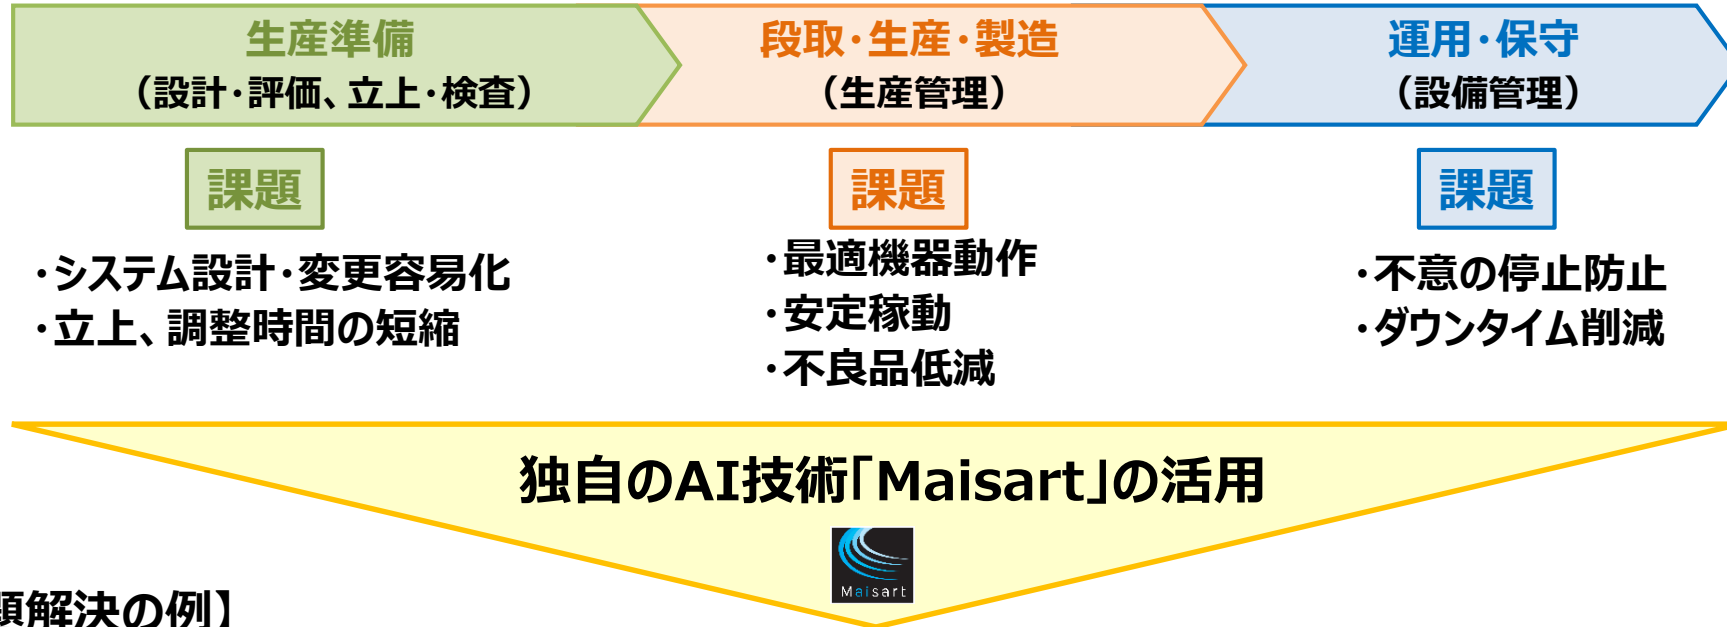 生産準備
(設計・評価、立上・検査)
段取・生産・製造
(生産管理)
運用・保守
(設備管理)
課題
・システム設計・変更容易化
・立上、調整時間の短縮
課題
・最適機器動作
・安定稼動
・不良品低減
課題
・不意の停止防止
・ダウンタイム削減
独自のAI技術「Maisart」の活用
Maisart
題解決の例】